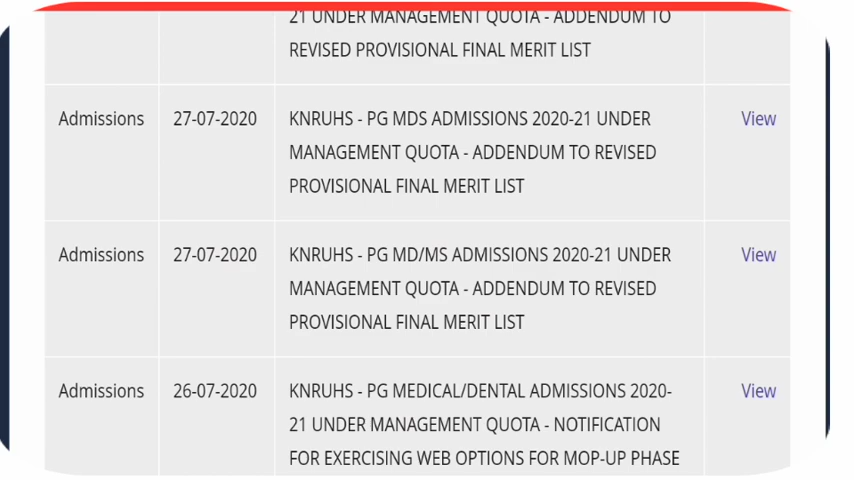 21 UNDER MANAGEMENT QUOTA - ADDENDUM TO
REVISED PROVISIONAL FINAL MERIT LIST
Admissions 27-07-2020 KNRUHS - PG MDS ADMISSIONS 2020-21 UNDER View
MANAGEMENT QUOTA - ADDENDUM TO REVISED
PROVISIONAL FINAL MERIT LIST
Admissions 27-07-2020 KNRUHS - PG MD/MS ADMISSIONS 2020-21 UNDER View
MANAGEMENT QUOTA - ADDENDUM TO REVISED
PROVISIONAL FINAL MERIT LIST
Admissions 26-07-2020 KNRUHS - PG MEDICAL/DENTAL ADMISSIONS 2020- View
21 UNDER MANAGEMENT QUOTA - NOTIFICATION
FOR EXERCISING WEB OPTIONS FOR MOP-UP PHASE